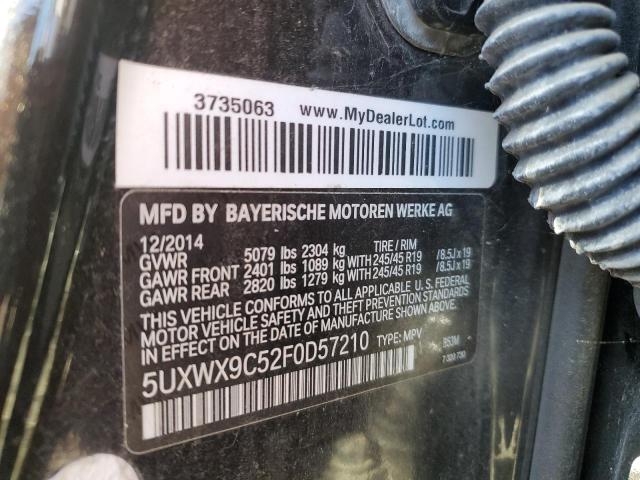 3735063 www.MyDealerLot.com
MFD BY BAYERISCHE MOTOREN WERKE AG
12/2014
GVWR 5079 lbs 2304 kg TIRE / RIM
GAWR FRONT 2401 lbs 1089 kg WITH 245/45 R19 / 8.5J x 19
GAWR REAR 2820 lbs 1279 kg WITH 245/45 R19 / 8.5J x 19
THIS VEHICLE CONFORMS TO ALL APPLICABLE U.S. FEDERAL
MOTOR VEHICLE SAFETY AND THEFT PREVENTION STANDARDS
IN EFFECT ON THE DATE OF MANUFACTURE SHOWN ABOVE.
5UXWX9C52F0D57210 TYPE: MPV